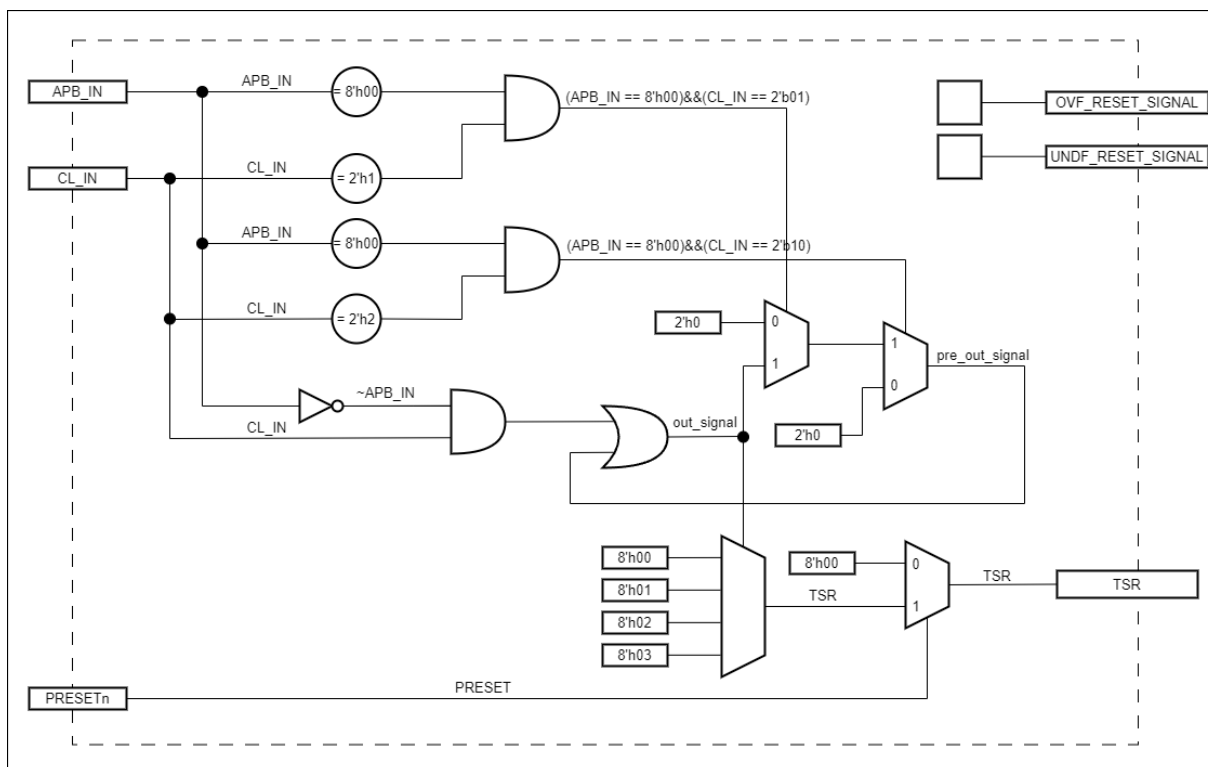 APB_IN
APB_IN
= 8'h00
(APB_IN == 8'h00)&&(CL_IN == 2'b01)
OVF_RESET_SIGNAL
CL_IN
CL_IN
= 2'h1
UNDF_RESET_SIGNAL
APB_IN
= 8'h00
(APB_IN == 8'h00)&&(CL_IN == 2'b10)
CL_IN
= 2'h2
2'h0
0
1
1
0
pre_out_signal
~APB_IN
CL_IN
out_signal
2'h0
8'h00
8'h01
8'h02
8'h03
TSR
8'h00
0
1
TSR
TSR
PRESETn
PRESET